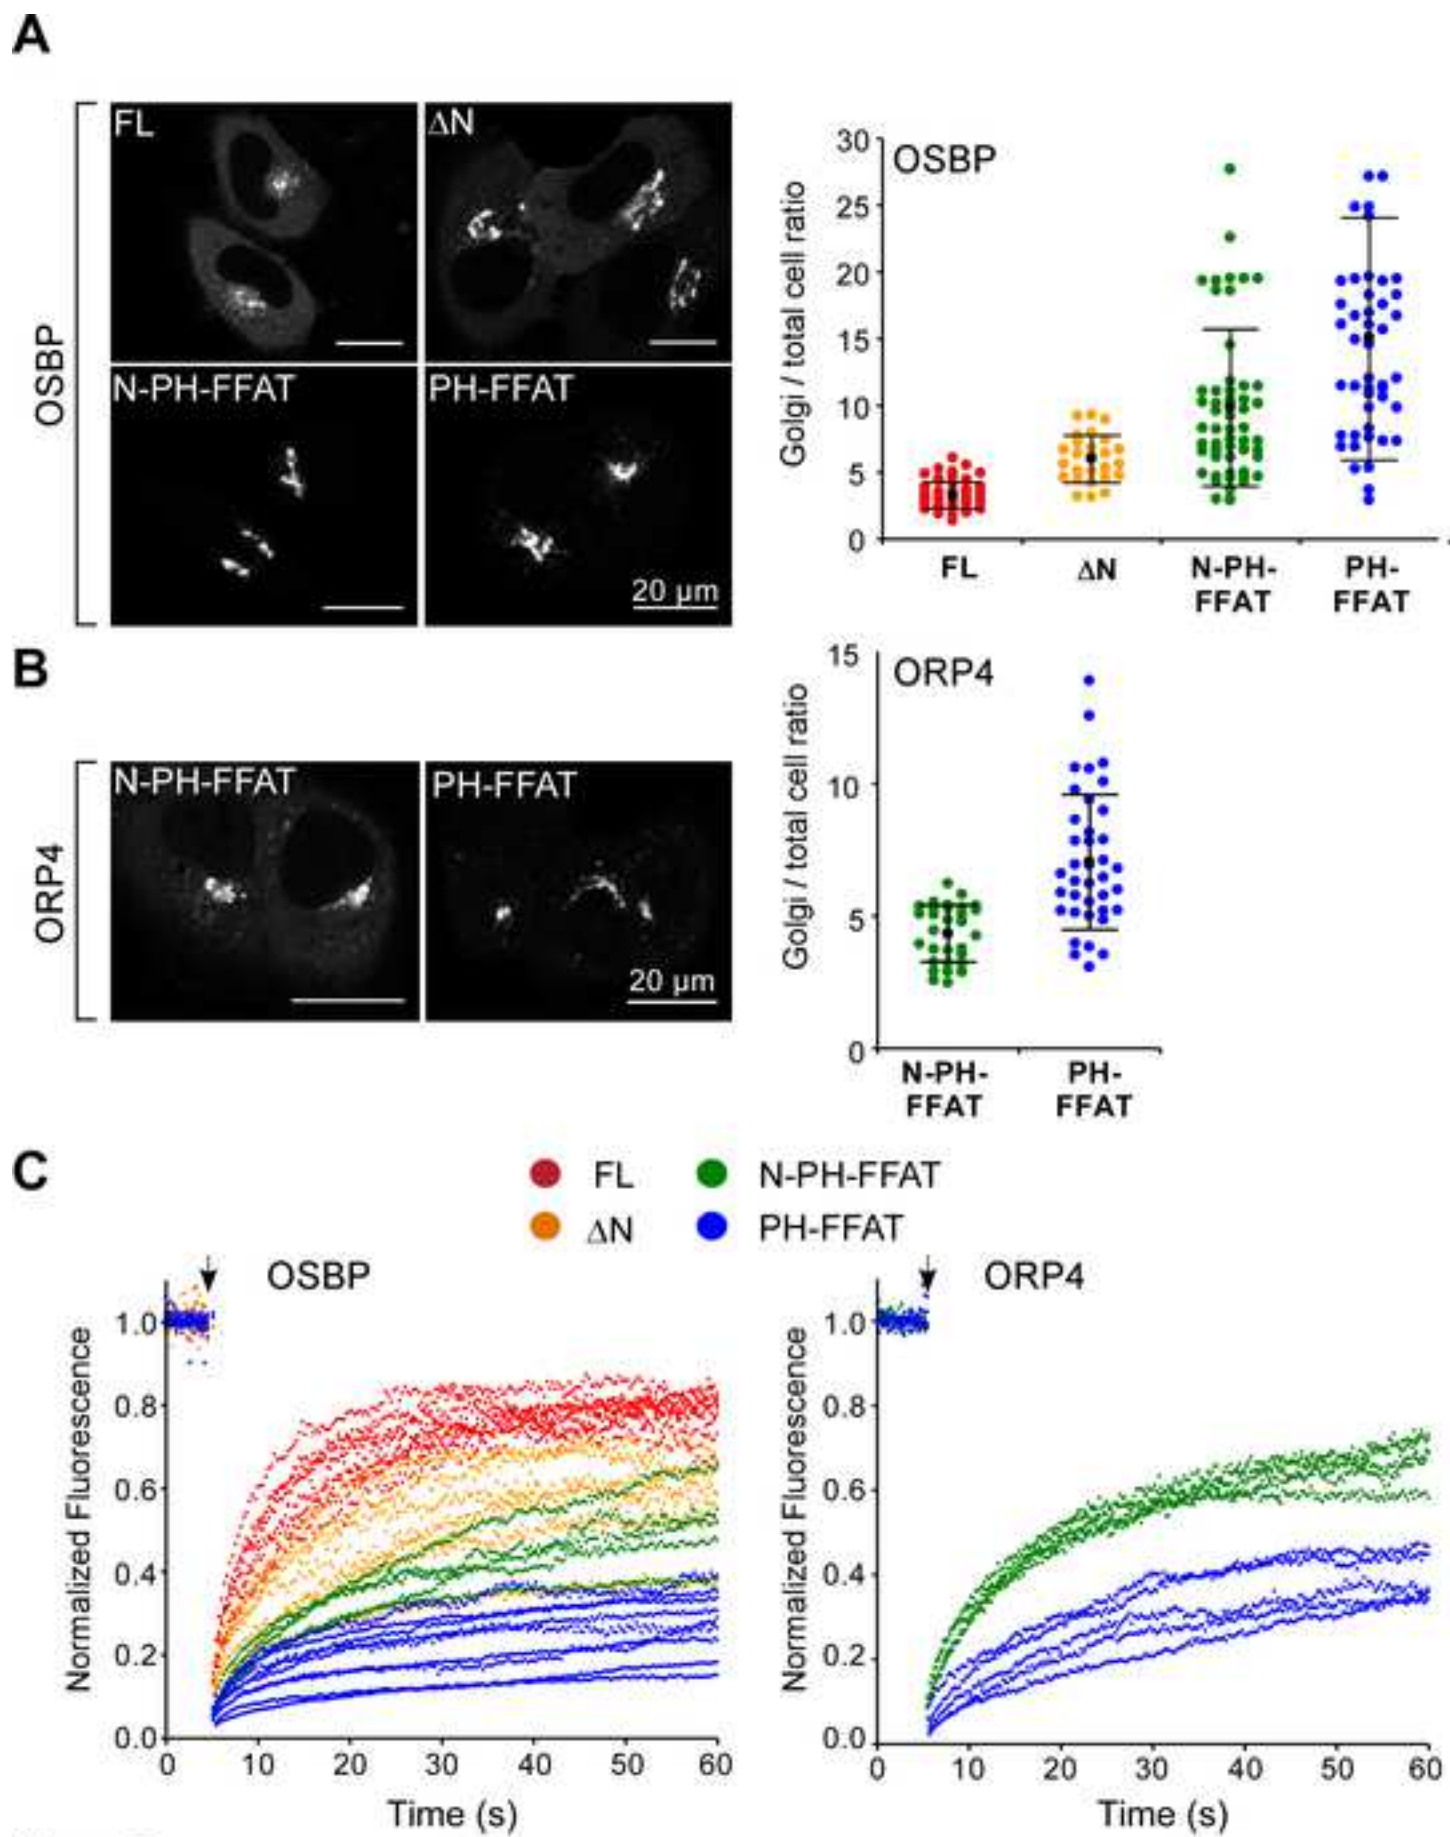 A
OSBP
FL
ΔN
N-PH-FFAT
PH-FFAT
20 µm
OSBP
Golgi / total cell ratio
30
25
20
15
10
5
0
FL
ΔN
N-PH-
FFAT
PH-
FFAT
B
ORP4
N-PH-FFAT
PH-FFAT
20 µm
ORP4
Golgi / total cell ratio
15
10
5
0
N-PH-
FFAT
PH-
FFAT
C
FL
N-PH-FFAT
ΔN
PH-FFAT
OSBP
Normalized Fluorescence
1.0
0.8
0.6
0.4
0.2
0.0
0 10 20 30 40 50 60
Time (s)
ORP4
Normalized Fluorescence
1.0
0.8
0.6
0.4
0.2
0.0
0 10 20 30 40 50 60
Time (s)